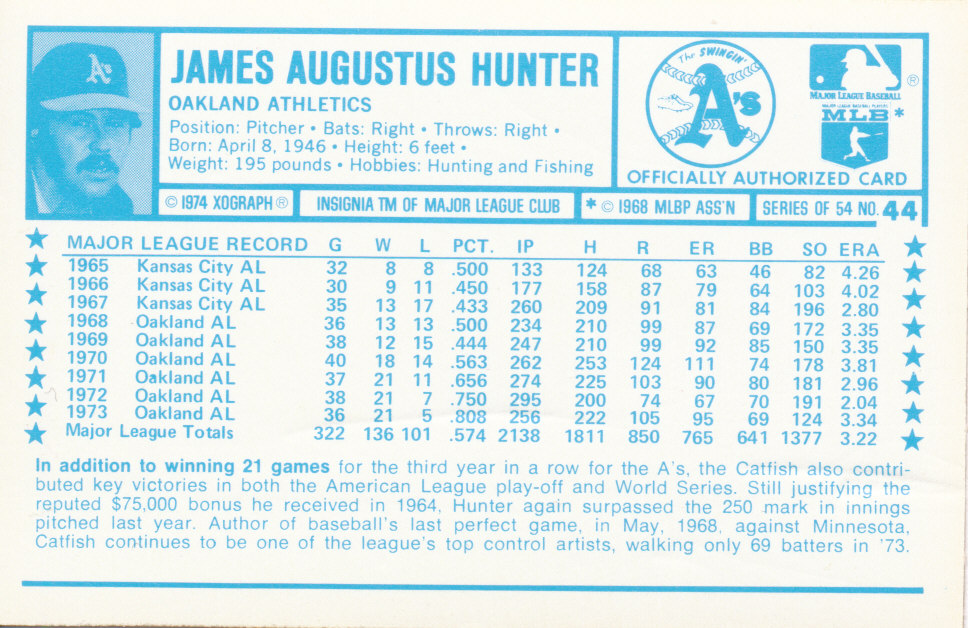 JAMES AUGUSTUS HUNTER
OAKLAND ATHLETICS
Position: Pitcher • Bats: Right • Throws: Right •
Born: April 8, 1946 • Height: 6 feet •
Weight: 195 pounds • Hobbies: Hunting and Fishing
A's
The SWINGIN'
A's
®
MAJOR LEAGUE BASEBALL
MAJOR LEAGUE BASEBALL PLAYERS
MLB *
OFFICIALLY AUTHORIZED CARD
© 1974 XOGRAPH ® INSIGNIA TM OF MAJOR LEAGUE CLUB * © 1968 MLBP ASS'N SERIES OF 54 NO. 44
MAJOR LEAGUE RECORD G W L PCT. IP H R ER BB SO ERA
1965 Kansas City AL 32 8 8 .500 133 124 68 63 46 82 4.26
1966 Kansas City AL 30 9 11 .450 177 158 87 79 64 103 4.02
1967 Kansas City AL 35 13 17 .433 260 209 91 81 84 196 2.80
1968 Oakland AL 36 13 13 .500 234 210 99 87 69 172 3.35
1969 Oakland AL 38 12 15 .444 247 210 99 92 85 150 3.35
1970 Oakland AL 40 18 14 .563 262 253 124 111 74 178 3.81
1971 Oakland AL 37 21 11 .656 274 225 103 90 80 181 2.96
1972 Oakland AL 38 21 7 .750 295 200 74 67 70 191 2.04
1973 Oakland AL 36 21 5 .808 256 222 105 95 69 124 3.34
Major League Totals 322 136 101 .574 2138 1811 850 765 641 1377 3.22
In addition to winning 21 games for the third year in a row for the A's, the Catfish also contri-
buted key victories in both the American League play-off and World Series. Still justifying the
reputed $75,000 bonus he received in 1964, Hunter again surpassed the 250 mark in innings
pitched last year. Author of baseball's last perfect game, in May, 1968, against Minnesota,
Catfish continues to be one of the league's top control artists, walking only 69 batters in '73.